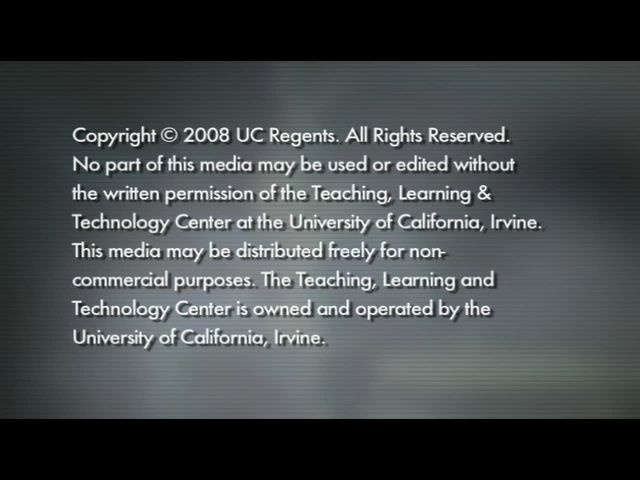 Copyright © 2008 UC Regents. All Rights Reserved.
No part of this media may be used or edited without
the written permission of the Teaching, Learning &
Technology Center at the University of California, Irvine.
This media may be distributed freely for non-
commercial purposes. The Teaching, Learning and
Technology Center is owned and operated by the
University of California, Irvine.